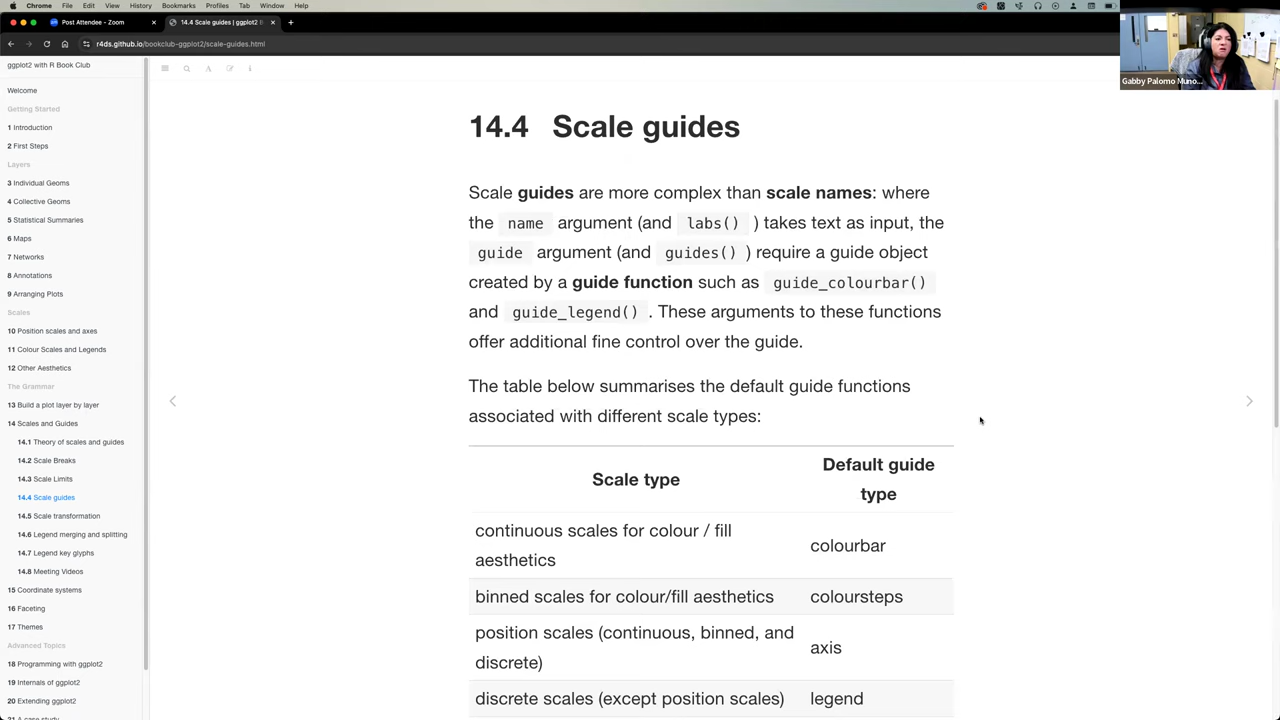 Chrome File Edit View History Bookmarks Profiles Tab Window Help
Post Attendee - Zoom
14.4 Scale guides | ggplot2
r4ds.github.io/bookclub-ggplot2/scale-guides.html
Gabby Palomo Muno...
ggplot2 with R Book Club
Welcome
Getting Started
1 Introduction
2 First Steps
Layers
3 Individual Geoms
4 Collective Geoms
5 Statistical Summaries
6 Maps
7 Networks
8 Annotations
9 Arranging Plots
Scales
10 Position scales and axes
11 Colour Scales and Legends
12 Other Aesthetics
The Grammar
13 Build a plot layer by layer
14 Scales and Guides
14.1 Theory of scales and guides
14.2 Scale Breaks
14.3 Scale Limits
14.4 Scale guides
14.5 Scale transformation
14.6 Legend merging and splitting
14.7 Legend key glyphs
14.8 Meeting Videos
15 Coordinate systems
16 Faceting
17 Themes
Advanced Topics
18 Programming with ggplot2
19 Internals of ggplot2
20 Extending ggplot2
21 A case study
14.4 Scale guides
Scale guides are more complex than scale names: where
the name argument (and labs() ) takes text as input, the
guide argument (and guides() ) require a guide object
created by a guide function such as guide_colourbar()
and guide_legend() . These arguments to these functions
offer additional fine control over the guide.
The table below summarises the default guide functions
associated with different scale types:
Scale type
Default guide
type
continuous scales for colour / fill
aesthetics
colourbar
binned scales for colour/fill aesthetics coloursteps
position scales (continuous, binned, and
discrete)
axis
discrete scales (except position scales) legend